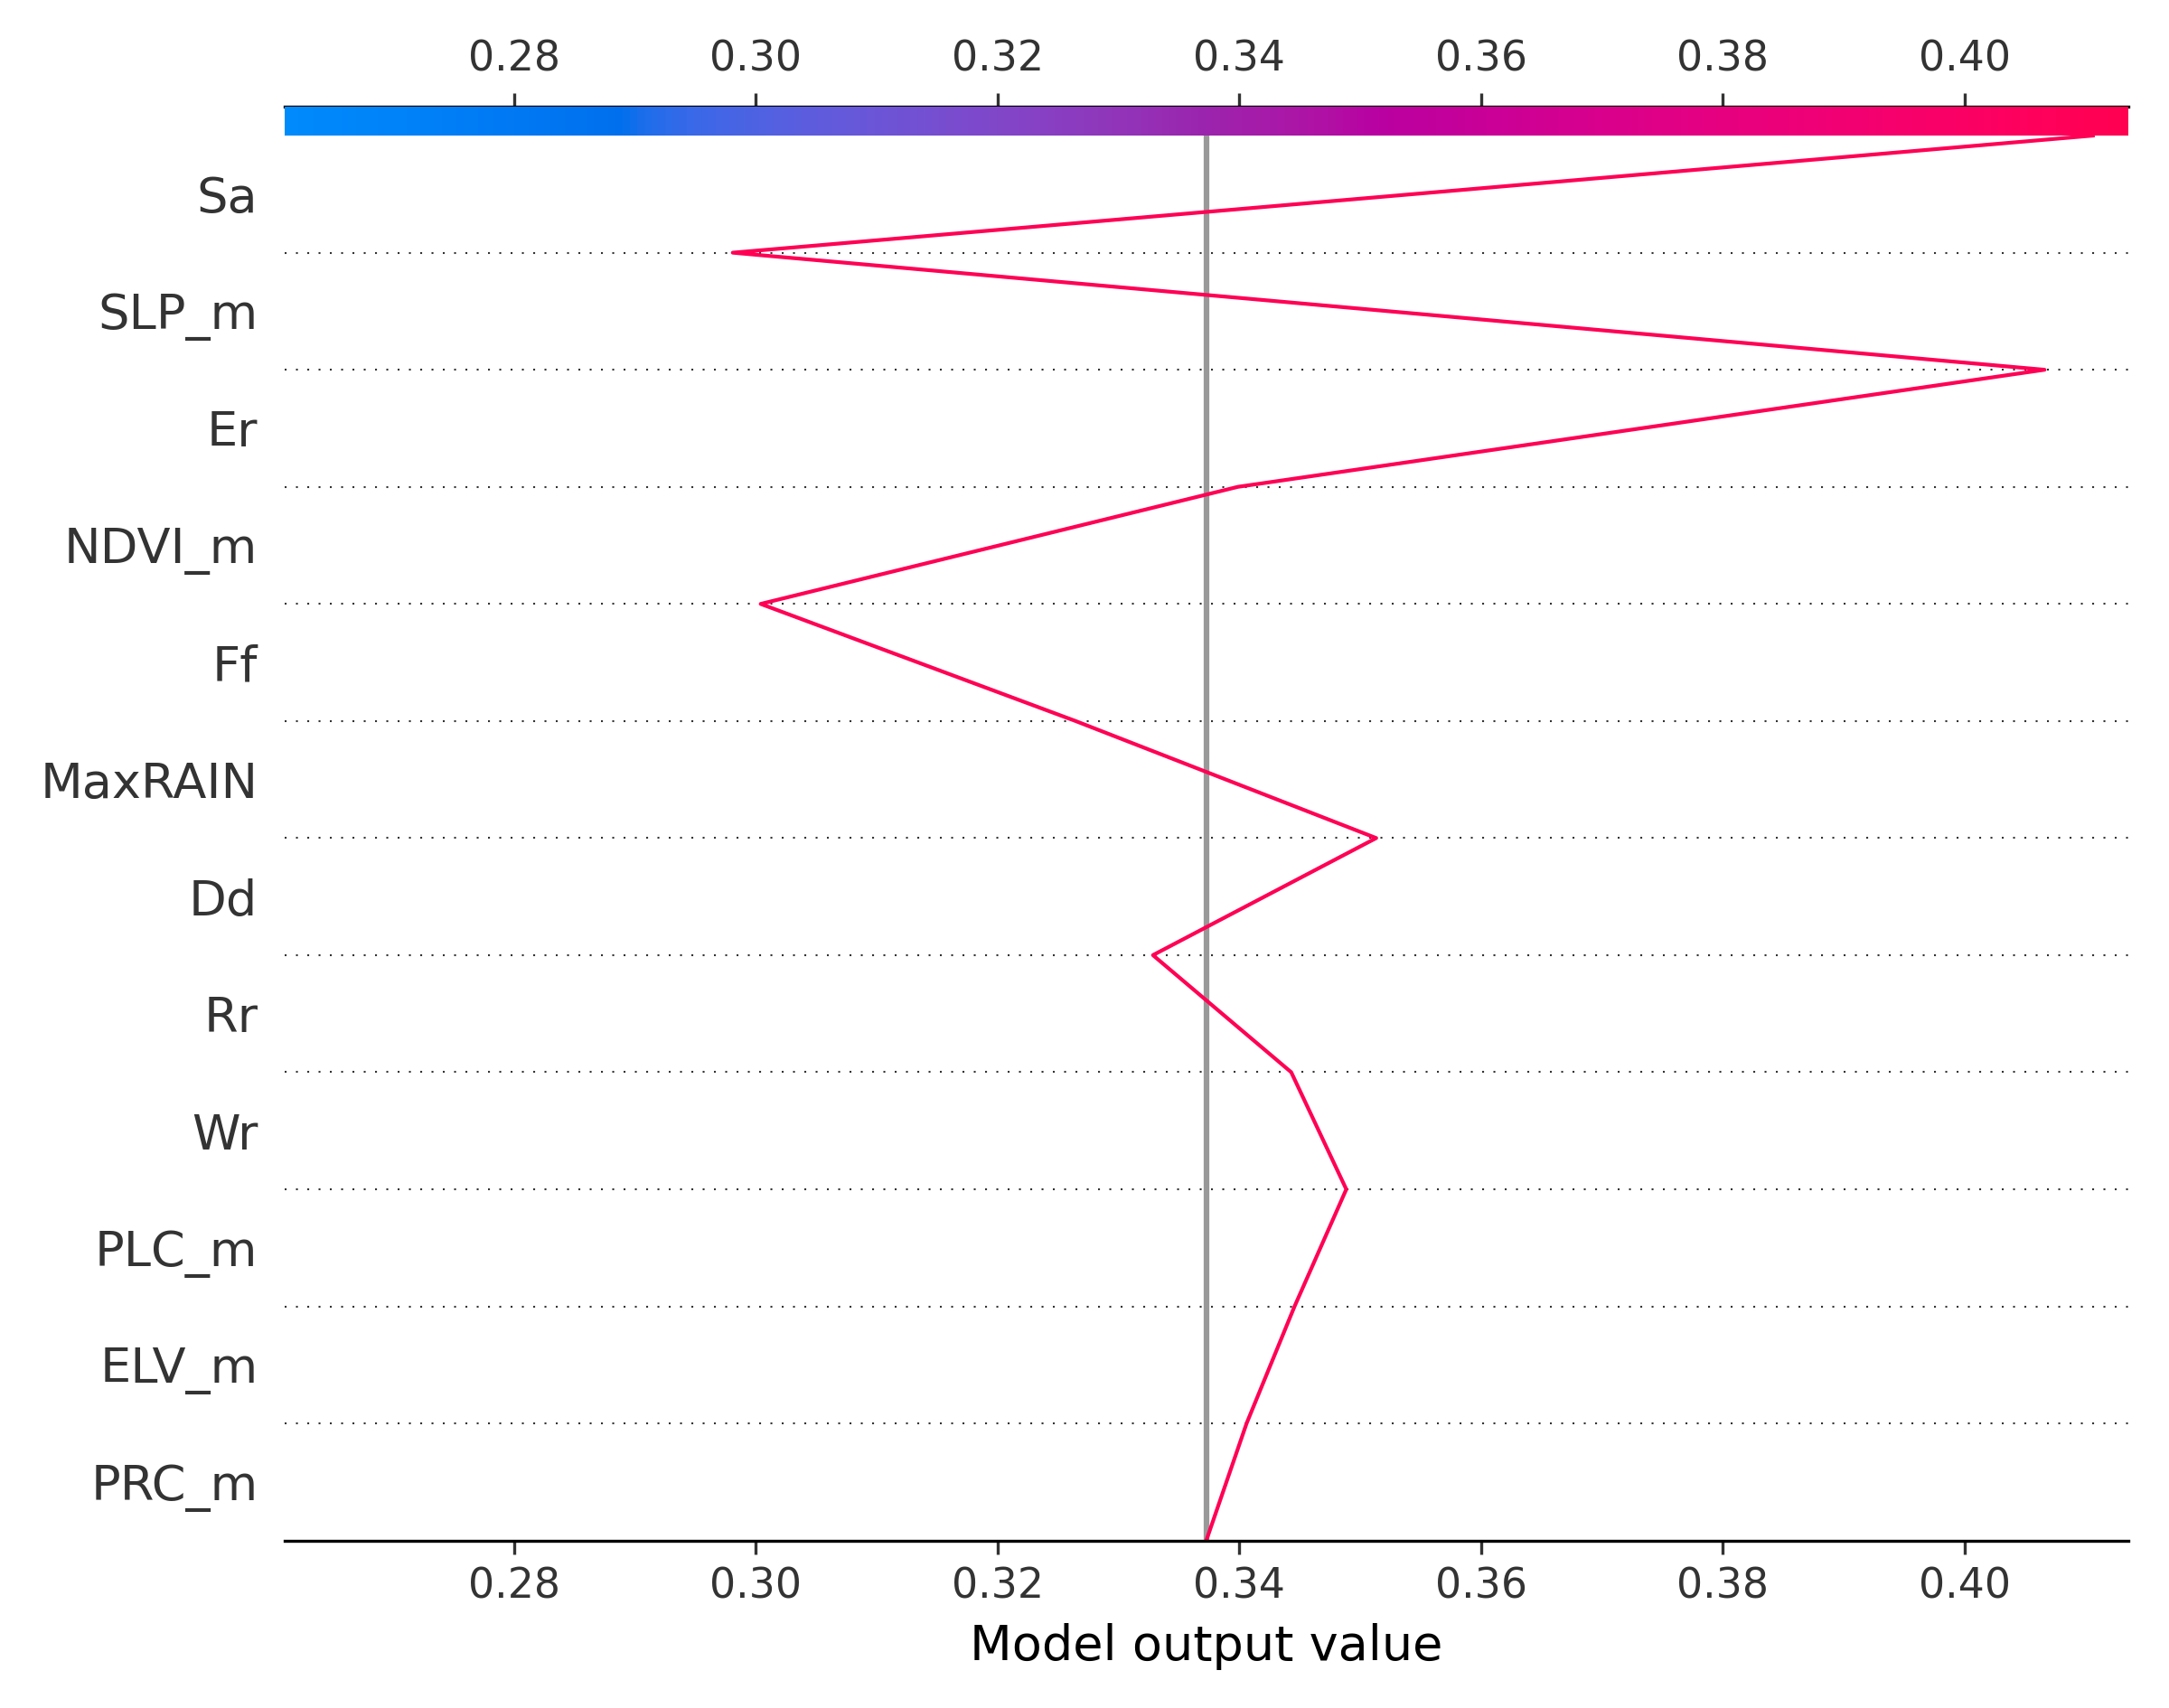 0.28 0.30 0.32 0.34 0.36 0.38 0.40
Sa
SLP_m
Er
NDVI_m
Ff
MaxRAIN
Dd
Rr
Wr
PLC_m
ELV_m
PRC_m
0.28 0.30 0.32 0.34 0.36 0.38 0.40
Model output value